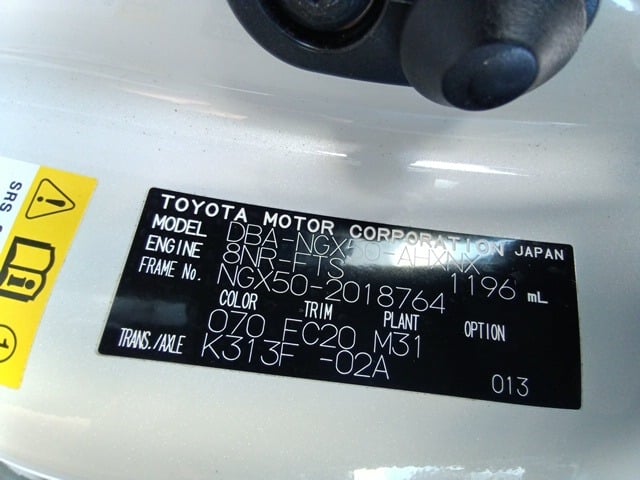 TOYOTA MOTOR CORPORATION JAPAN
MODEL DBA-NGX50-AHXNX
ENGINE 8NR-FTS 1196 mL
FRAME No. NGX50-2018764
COLOR TRIM PLANT OPTION
070 FC20 M31
TRANS./AXLE K313F -02A
013
SRS
1